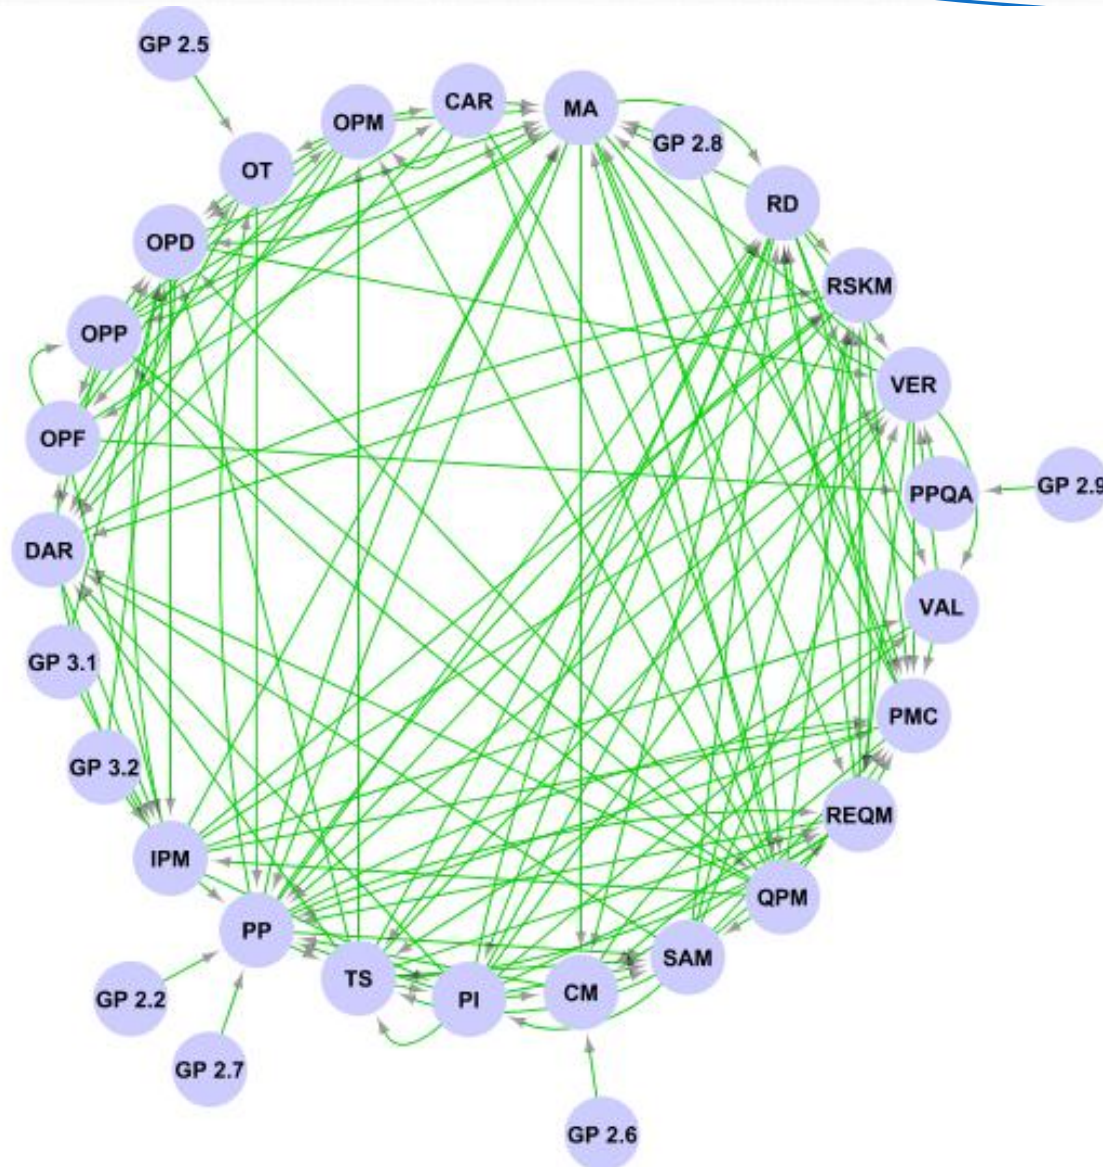 GP 2.5
CAR
MA
OPM
GP 2.8
OT
RD
OPD
RSKM
OPP
VER
OPF
GP 2.9
PPQA
DAR
VAL
GP 3.1
PMC
GP 3.2
REQM
IPM
QPM
PP
SAM
TS
CM
PI
GP 2.2
GP 2.7
GP 2.6